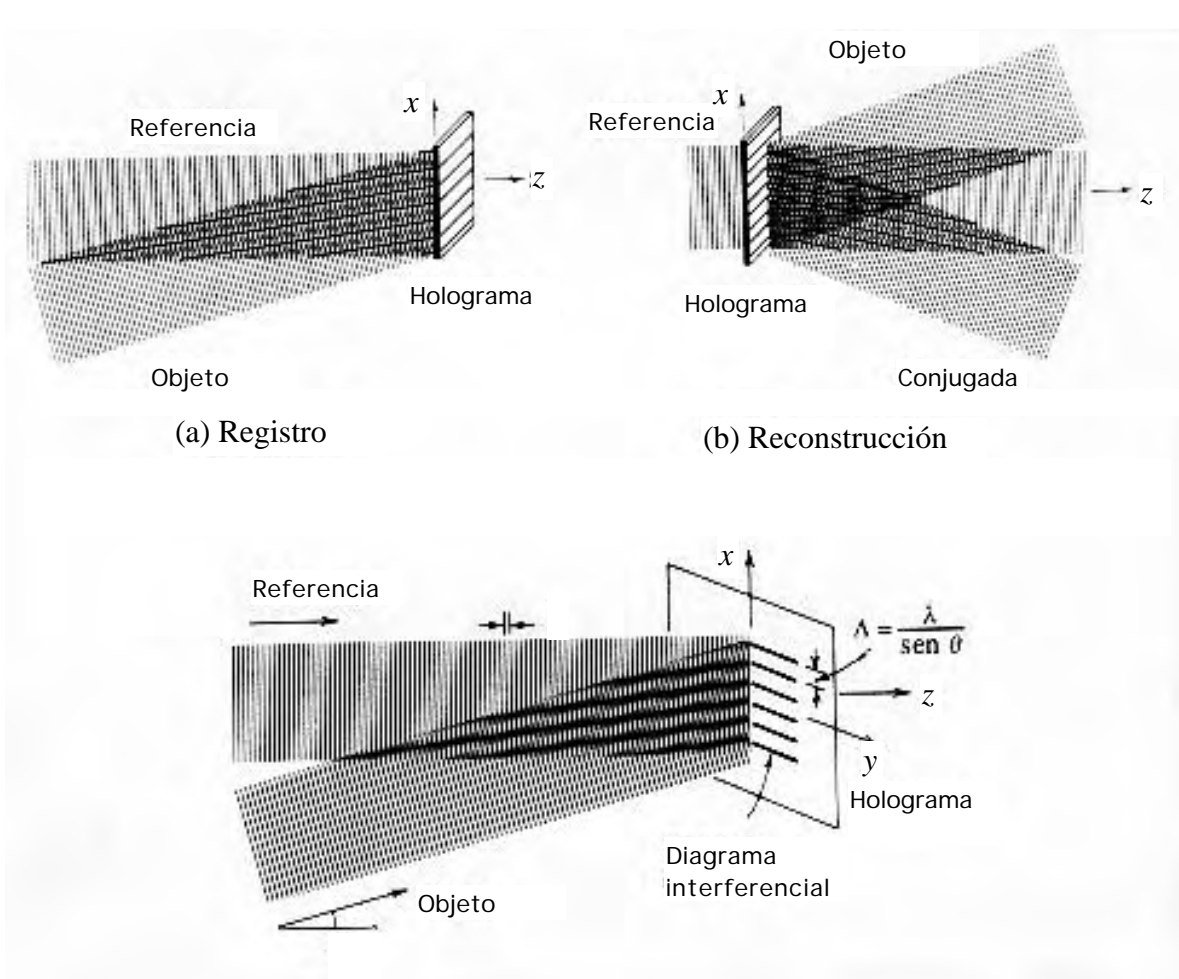 Objeto
x
x
Referencia
Referencia
z
z
Holograma
Holograma
Objeto
Conjugada
(a) Registro
(b) Reconstrucción
x
Referencia
Λ = λ / sen θ
z
y
Holograma
Diagrama
interferencial
Objeto